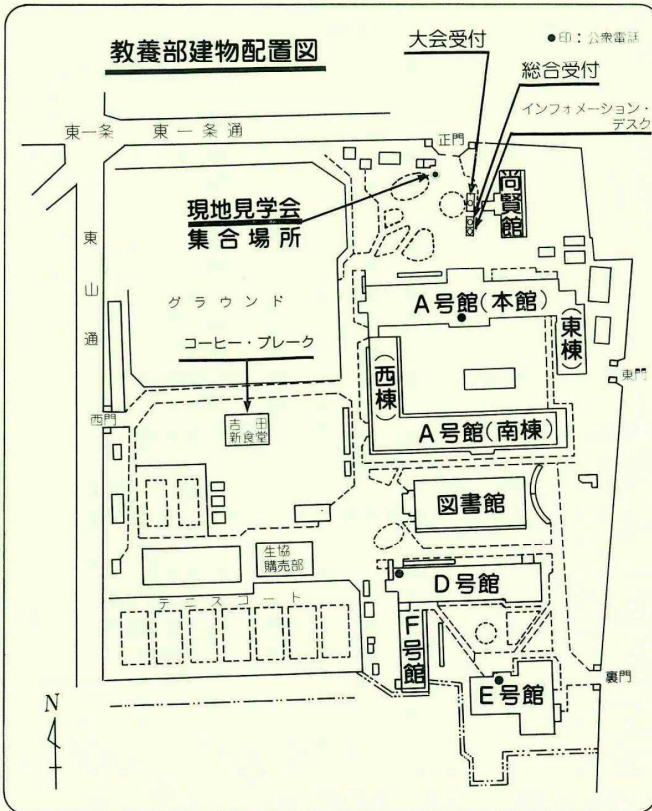 教養部建物配置図
大会受付
●印：公衆電話
総合受付
インフォメーション・
デスク
東一条
東一条通
正門
尚賢館
現地見学会
集合場所
東山通
グラウンド
A号館(本館)
(東棟)
コーヒー・ブレーク
(西棟)
東門
西門
吉田
新食堂
A号館(南棟)
図書館
生協
購売部
D号館
テニスコート
F号館
裏門
E号館
N